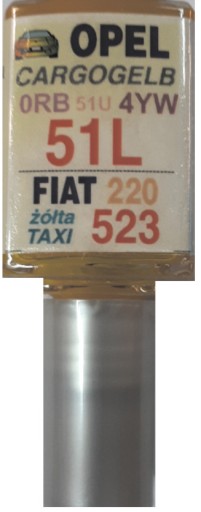 OPEL
CARGOGELB
0RB 51U 4YW
51L
FIAT 220
żółta 523
TAXI